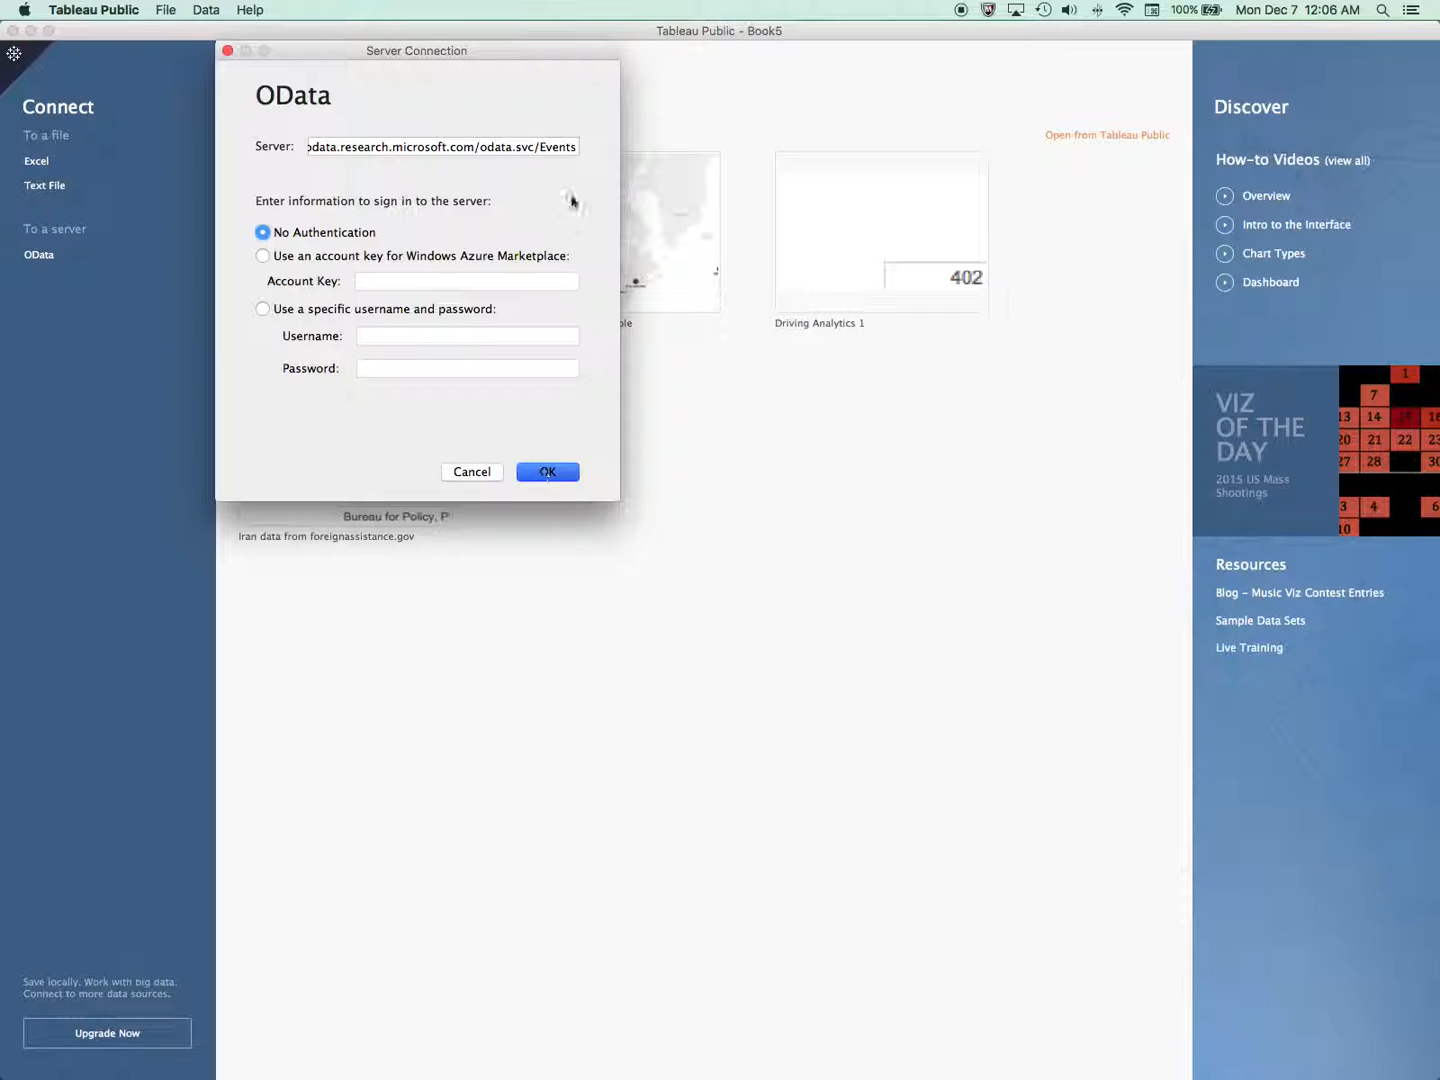 Tableau Public File Data Help
100% Mon Dec 7 12:06 AM
Tableau Public - Book5
Connect
To a file
Excel
Text File
To a server
OData
Save locally. Work with big data.
Connect to more data sources.
Upgrade Now
Server Connection
OData
Server: odata.research.microsoft.com/odata.svc/Events
Enter information to sign in to the server:
No Authentication
Use an account key for Windows Azure Marketplace:
Account Key:
Use a specific username and password:
Username:
Password:
Cancel OK
Open from Tableau Public
402
Driving Analytics 1
Bureau for Policy, P
Iran data from foreignassistance.gov
Discover
How-to Videos (view all)
Overview
Intro to the Interface
Chart Types
Dashboard
VIZ
OF THE
DAY
2015 US Mass
Shootings
1
7
13 14 15 16
20 21 22 23
27 28 30
3 4 6
10
Resources
Blog - Music Viz Contest Entries
Sample Data Sets
Live Training